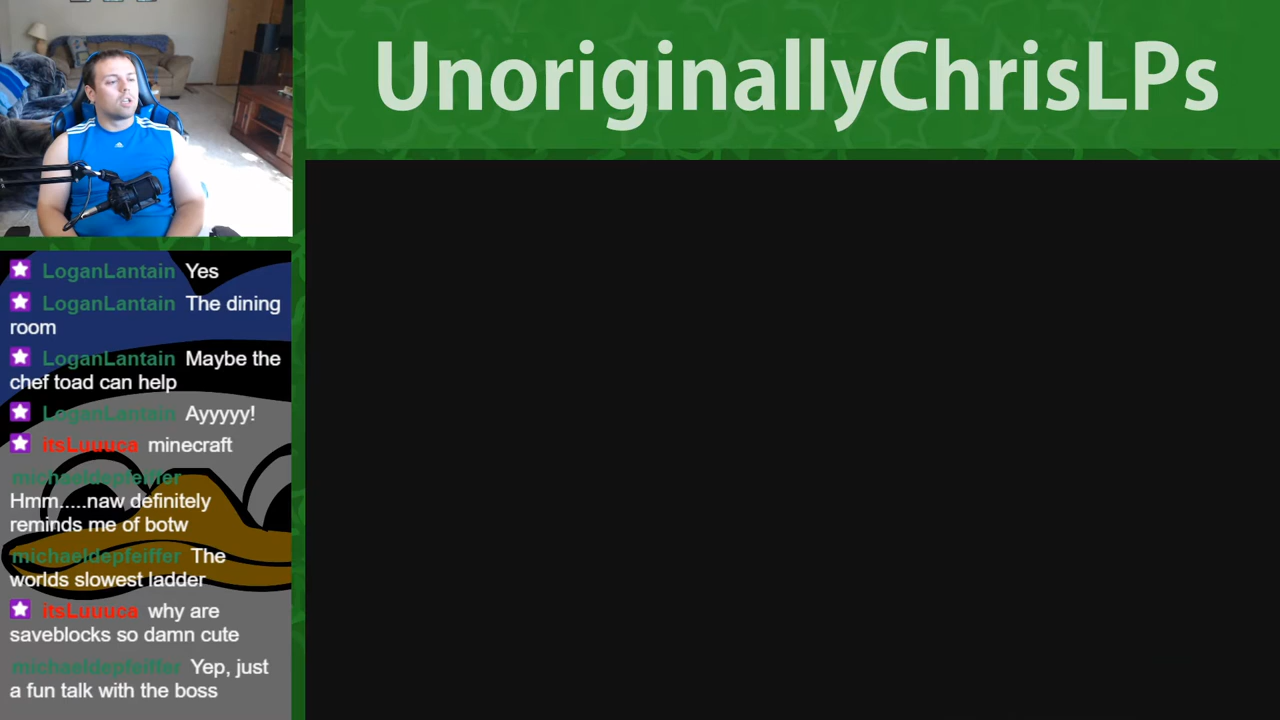 UnoriginallyChrisLPs
LoganLantain Yes
LoganLantain The dining
room
LoganLantain Maybe the
chef toad can help
LoganLantain Ayyyyy!
itsLuuuca minecraft
michaeldepfeiffer
Hmm.....naw definitely
reminds me of botw
michaeldepfeiffer The
worlds slowest ladder
itsLuuuca why are
saveblocks so damn cute
michaeldepfeiffer Yep, just
a fun talk with the boss